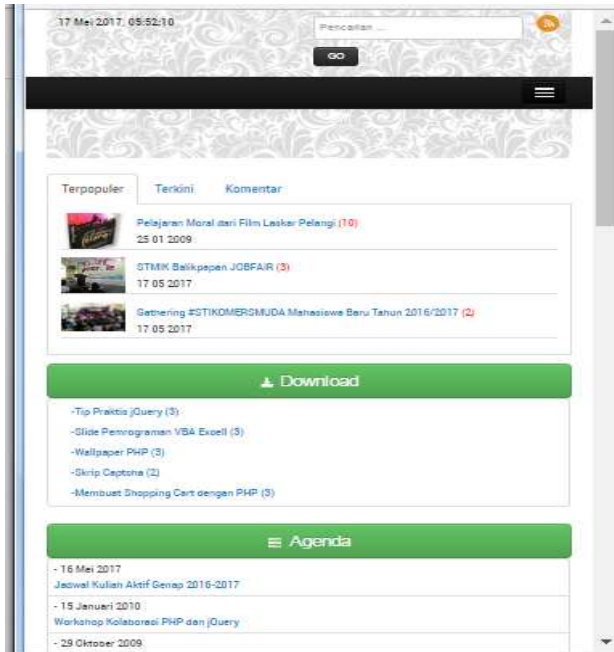 17 Mei 2017, 05:52:10
Pencarian ...
GO
Terpopuler Terkini Komentar
Pelajaran Moral dari Film Laskar Pelangi (10)
25 01 2009
STMIK Balikpapan JOBFAIR (3)
17 05 2017
Gathering #STIKOMERSMUDA Mahasiswa Baru Tahun 2016/2017 (2)
17 05 2017
Download
-Tip Praktis jQuery (3)
-Slide Pemrograman VBA Excell (3)
-Wallpaper PHP (3)
-Skrip Captcha (2)
-Membuat Shopping Cart dengan PHP (3)
Agenda
- 16 Mei 2017
Jadwal Kuliah Aktif Genap 2016-2017
- 15 Januari 2010
Workshop Kolaborasi PHP dan jQuery
- 29 Oktober 2009